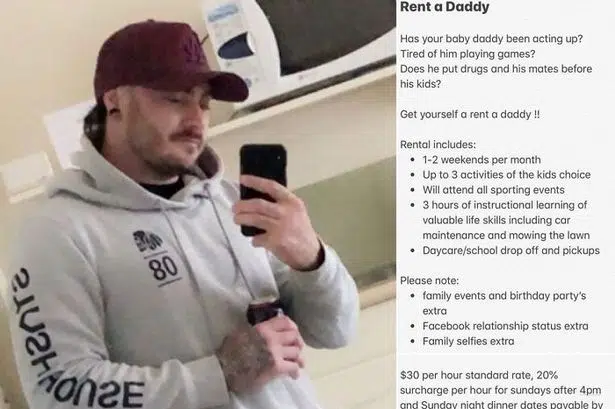 STASHHOUSE
80
Rent a Daddy
Has your baby daddy been acting up?
Tired of him playing games?
Does he put drugs and his mates before
his kids?
Get yourself a rent a daddy !!
Rental includes:
• 1-2 weekends per month
• Up to 3 activities of the kids choice
• Will attend all sporting events
• 3 hours of instructional learning of
valuable life skills including car
maintenance and mowing the lawn
• Daycare/school drop off and pickups
Please note:
• family events and birthday party's
extra
• Facebook relationship status extra
• Family selfies extra
$30 per hour standard rate, 20%
surcharge per hour for sundays after 4pm
and Sunday night dinner dates payable by